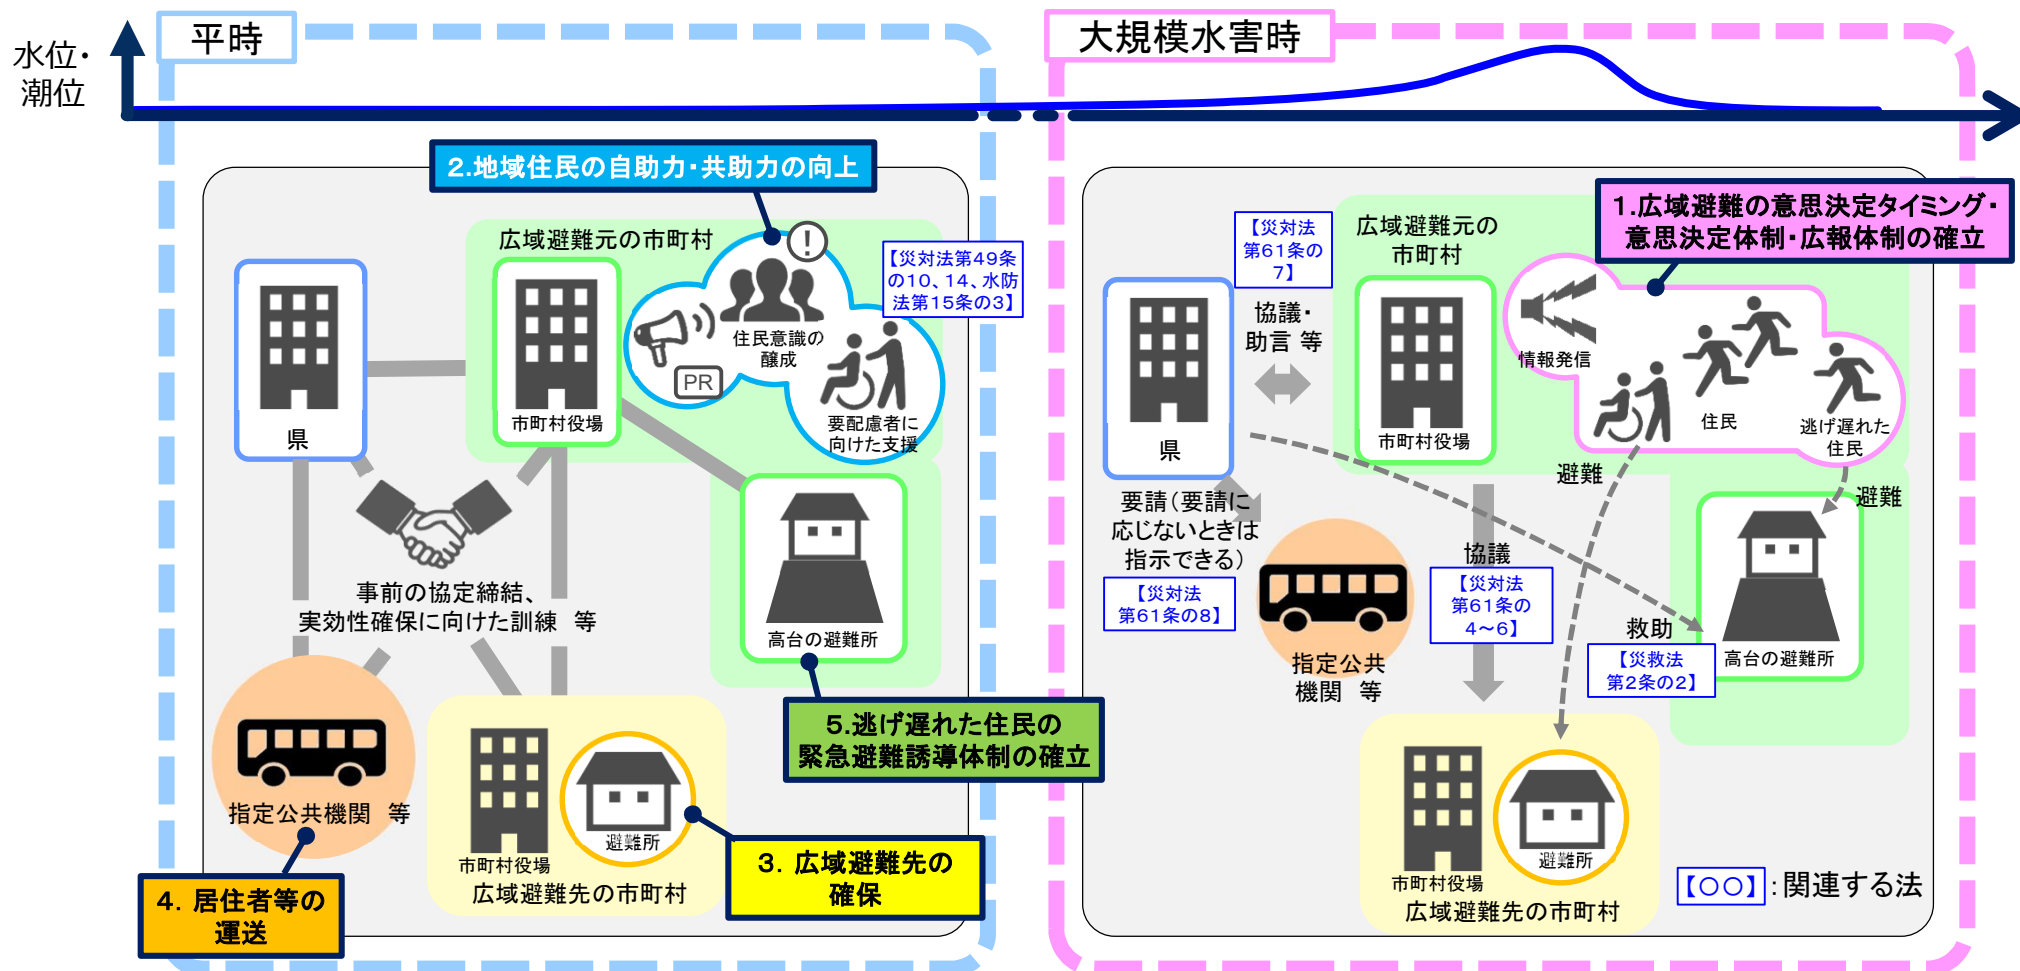 水位・
潮位
平時
2.地域住民の自助力・共助力の向上
広域避難元の市町村
【災対法第49条
の10、14、水防
法第15条の3】
住民意識の
醸成
PR
要配慮者に
向けた支援
市町村役場
県
事前の協定締結、
実効性確保に向けた訓練　等
高台の避難所
5.逃げ遅れた住民の
緊急避難誘導体制の確立
指定公共機関　等
4．居住者等の
運送
市町村役場
避難所
広域避難先の市町村
3．広域避難先の
確保
大規模水害時
1.広域避難の意思決定タイミング・
意思決定体制・広報体制の確立
【災対法
第61条の
7】
広域避難元の
市町村
協議・
助言 等
県
市町村役場
情報発信
住民
逃げ遅れた
住民
避難
避難
要請（要請に
応じないときは
指示できる）
【災対法
第61条の8】
協議
【災対法
第61条の
4～6】
救助
【災救法
第2条の2】
高台の避難所
指定公共
機関　等
市町村役場
避難所
広域避難先の市町村
【○○】：関連する法